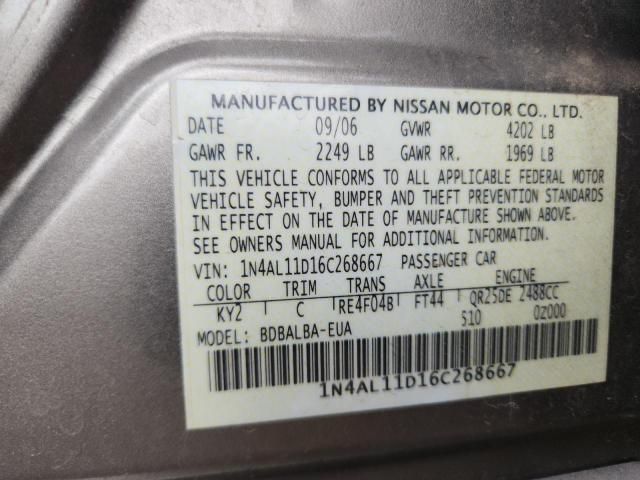 MANUFACTURED BY NISSAN MOTOR CO., LTD.
DATE 09/06 GVWR 4202 LB
GAWR FR. 2249 LB GAWR RR. 1969 LB
THIS VEHICLE CONFORMS TO ALL APPLICABLE FEDERAL MOTOR
VEHICLE SAFETY, BUMPER AND THEFT PREVENTION STANDARDS
IN EFFECT ON THE DATE OF MANUFACTURE SHOWN ABOVE.
SEE OWNERS MANUAL FOR ADDITIONAL INFORMATION.
VIN: 1N4AL11D16C268667 PASSENGER CAR
COLOR TRIM TRANS AXLE ENGINE
KY2 C RE4F04B FT44 QR25DE 2488CC
MODEL: BDBALBA-EUA S10 0Z000
1N4AL11D16C268667